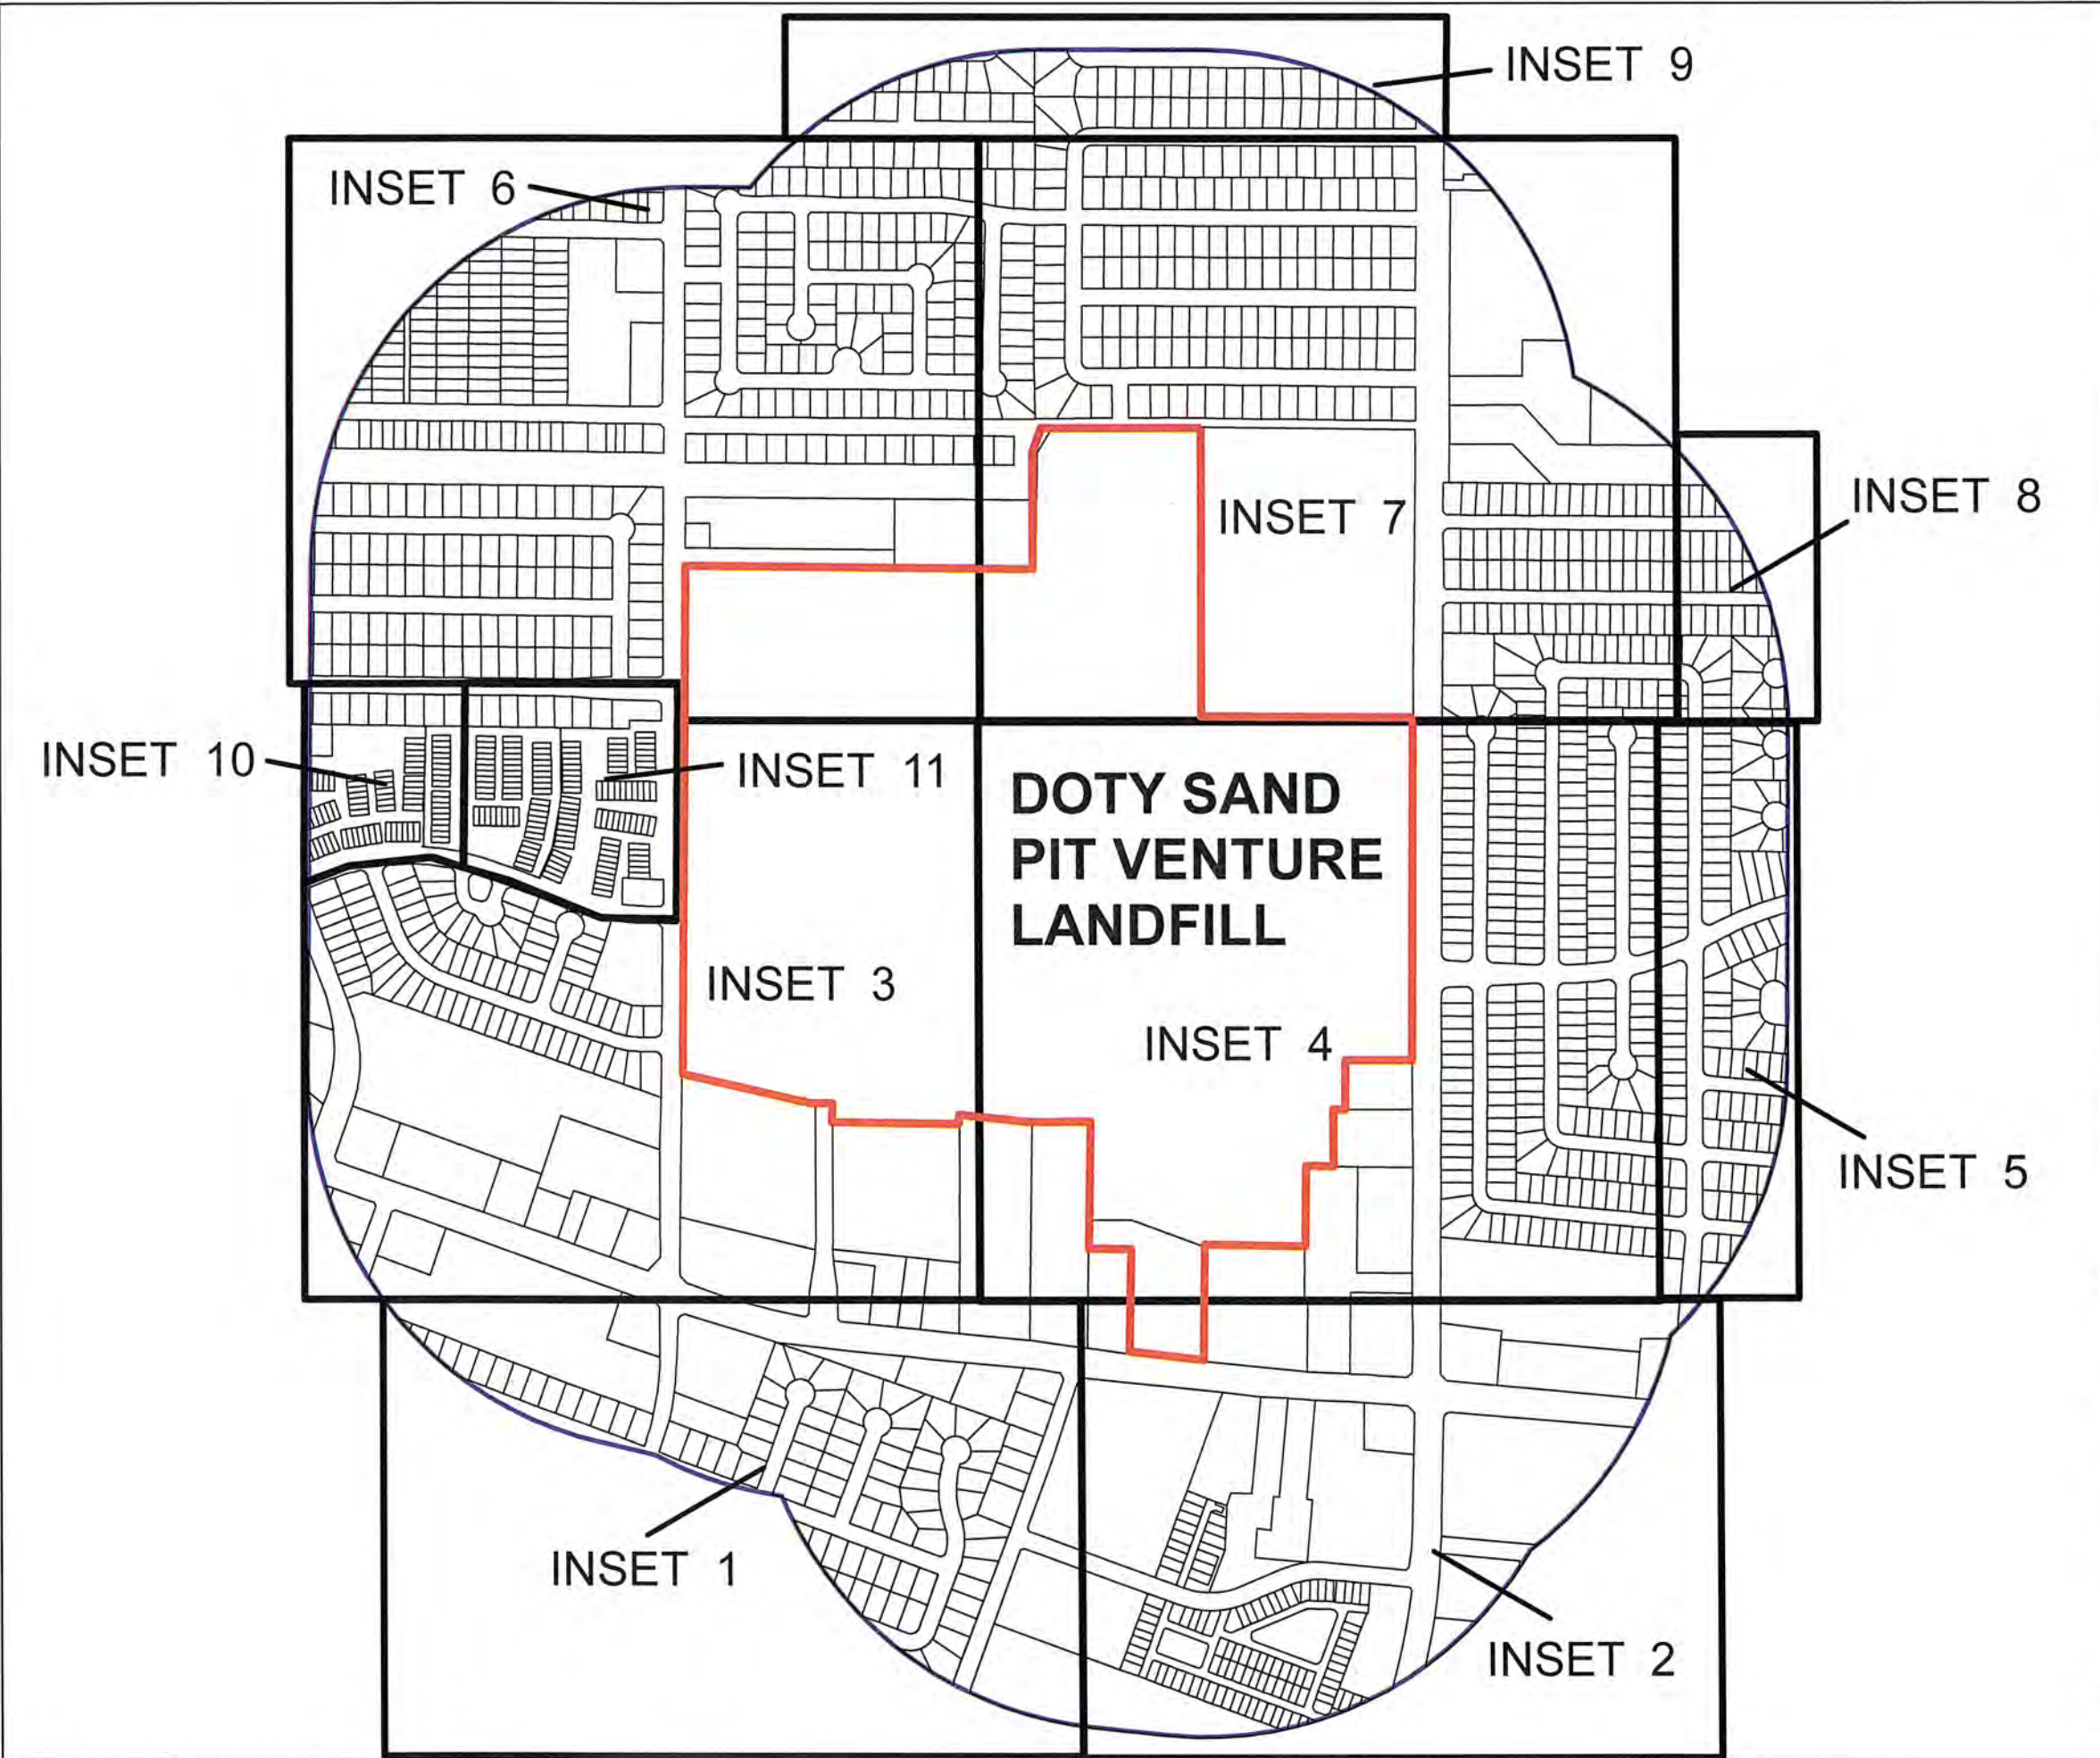 INSET 9
INSET 6
INSET 8
INSET 7
INSET 10
INSET 11
DOTY SAND
PIT VENTURE
LANDFILL
INSET 3
INSET 4
INSET 5
INSET 1
INSET 2